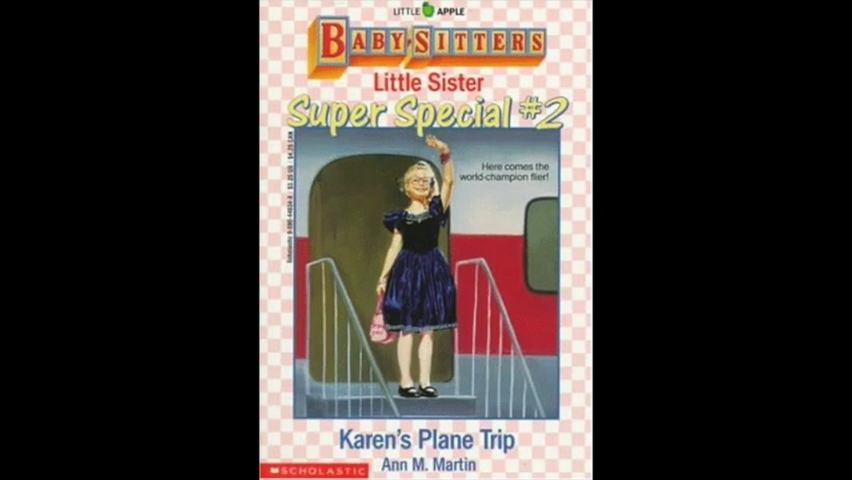 LITTLE APPLE
BABY-SITTERS
Little Sister
Super Special #2
Here comes the
world-champion flier!
Karen's Plane Trip
Ann M. Martin
SCHOLASTIC